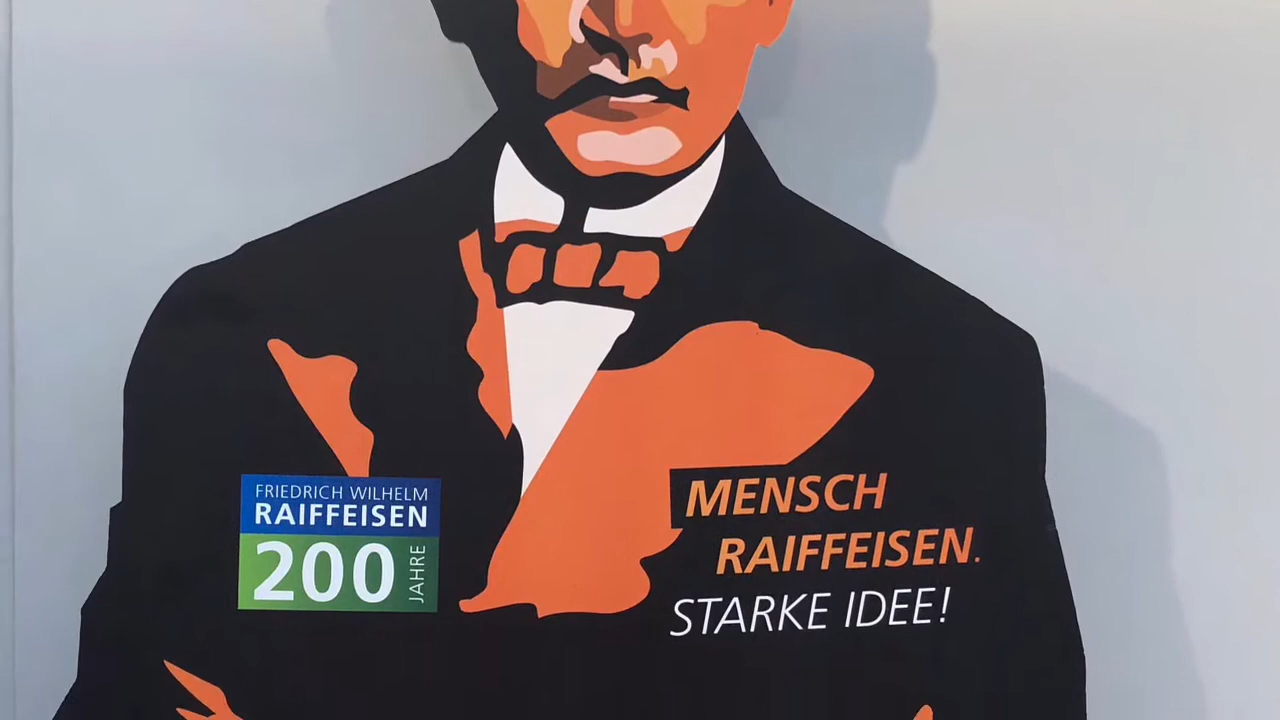 FRIEDRICH WILHELM
RAIFFEISEN
200
JAHRE
MENSCH
RAIFFEISEN.
STARKE IDEE!